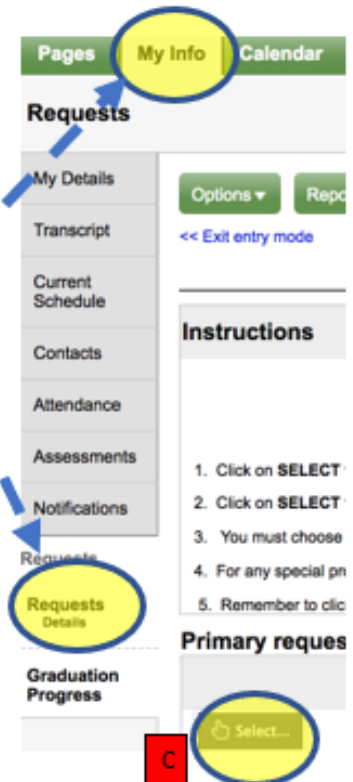 Pages My Info Calendar
Requests
My Details
Transcript
Current
Schedule
Contacts
Attendance
Assessments
Notifications
Requests
Requests
Details
Graduation
Progress
Options ▾
<< Exit entry mode
Instructions
1. Click on SELECT
2. Click on SELECT
3. You must choose
4. For any special
5. Remember to
Primary
Select...
C